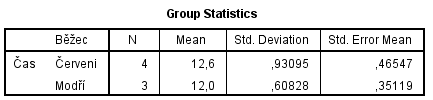 Group Statistics
Běžec N Mean Std. Deviation Std. Error Mean
Čas Červeni 4 12,6 ,93095 ,46547
Modří 3 12,0 ,60828 ,35119